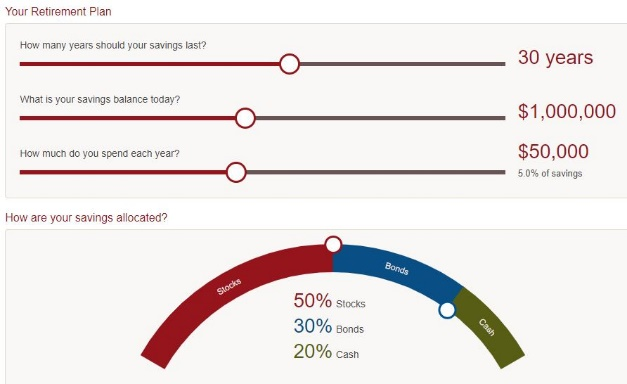 Your Retirement Plan
How many years should your savings last?
30 years
What is your savings balance today?
$1,000,000
How much do you spend each year?
$50,000
5.0% of savings
How are your savings allocated?
Stocks
Bonds
Cash
50% Stocks
30% Bonds
20% Cash